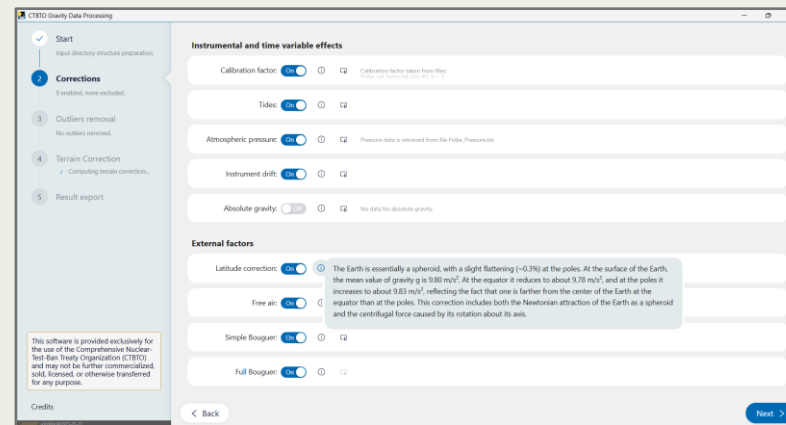 CTBTO Gravity Data Processing
Start
Input directory structure preparation.
2 Corrections
If enabled, none excluded.
3 Outliers removal
No outliers removed.
4 Terrain Correction
Computing terrain correction...
5 Result export
This software is provided exclusively for
the use of the Comprehensive Nuclear-
Test-Ban Treaty Organization (CTBTO)
and may not be further commercialized,
sold, licensed, or otherwise transferred
for any purpose.
Credits
Instrumental and time variable effects
Calibration factor: On
Calibration factor taken from files:
Tides: On
Atmospheric pressure: On Pressure data is retrieved from file
Instrument drift: On
Absolute gravity: Off No data for absolute gravity.
External factors
Latitude correction: On
The Earth is essentially a spheroid, with a slight flattening (~0.3%) at the poles. At the surface of the Earth,
the mean value of gravity g is 9.80 m/s². At the equator it reduces to about 9.78 m/s², and at the poles it
increases to about 9.83 m/s², reflecting the fact that one is farther from the center of the Earth at the
equator than at the poles. This correction includes both the Newtonian attraction of the Earth as a spheroid
and the centrifugal force caused by its rotation about its axis.
Free air: On
Simple Bouguer: On
Full Bouguer: On
< Back
Next >